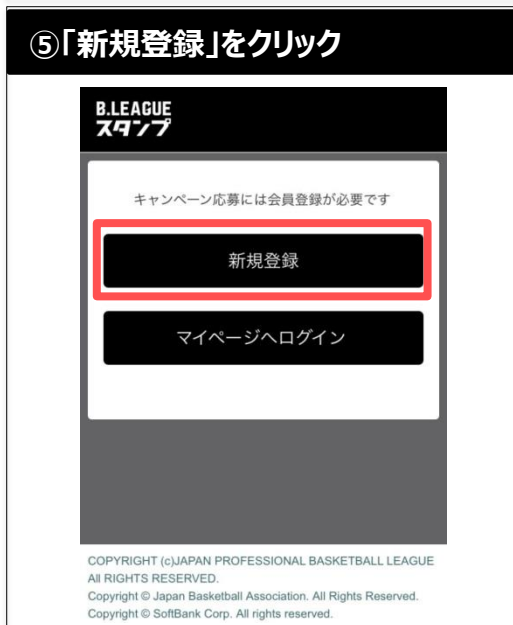 ⑤「新規登録」をクリック
B.LEAGUE
スタンプ
キャンペーン応募には会員登録が必要です
新規登録
マイページへログイン
COPYRIGHT (c)JAPAN PROFESSIONAL BASKETBALL LEAGUE
All RIGHTS RESERVED.
Copyright © Japan Basketball Association. All Rights Reserved.
Copyright © SoftBank Corp. All rights reserved.